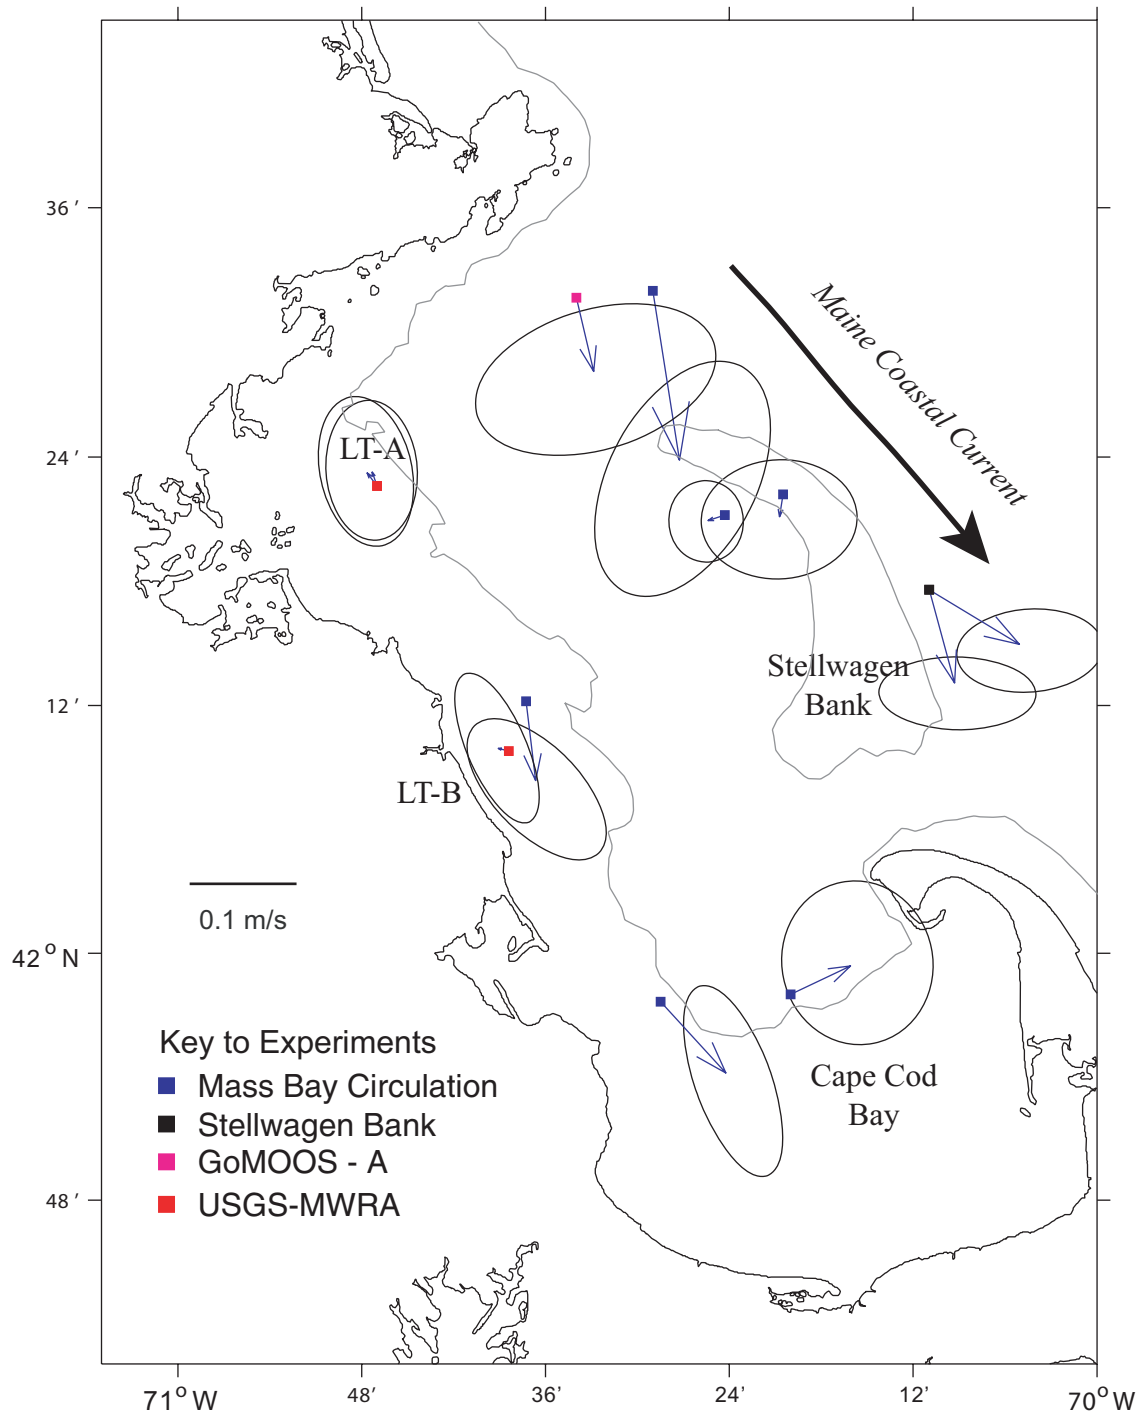 36′
Maine Coastal Current
LT-A
24′
Stellwagen
Bank
12′
LT-B
0.1 m/s
42° N
Key to Experiments
Mass Bay Circulation
Stellwagen Bank
GoMOOS - A
USGS-MWRA
Cape Cod
Bay
48′
71° W 48' 36' 24' 12' 70° W